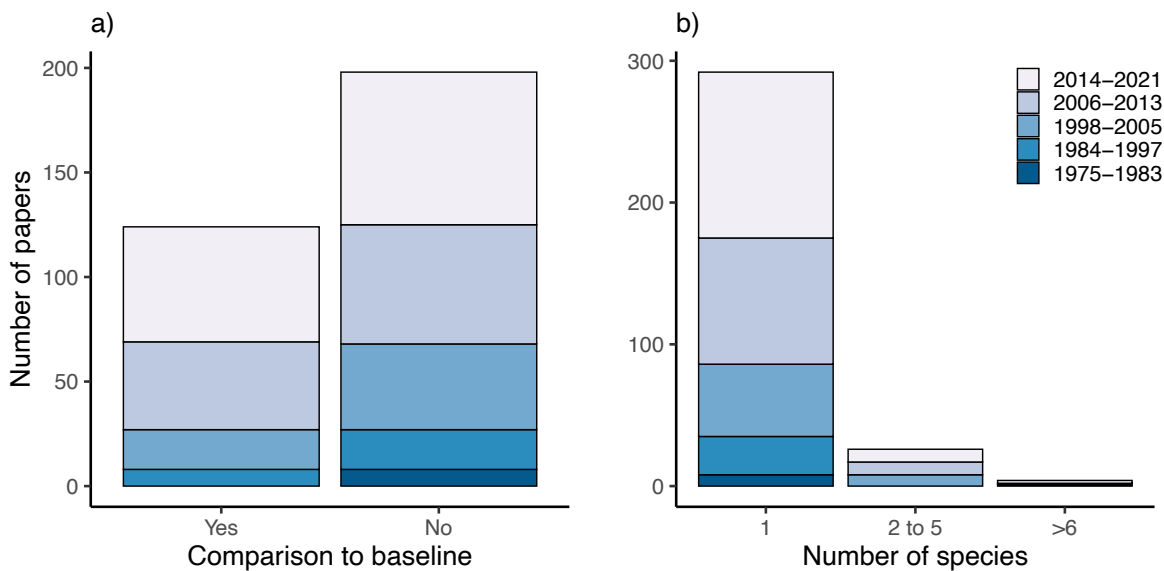 a)
Number of papers
200
150
100
50
0
Yes No
Comparison to baseline
b)
300
200
100
0
1 2 to 5 >6
Number of species
2014−2021
2006−2013
1998−2005
1984−1997
1975−1983